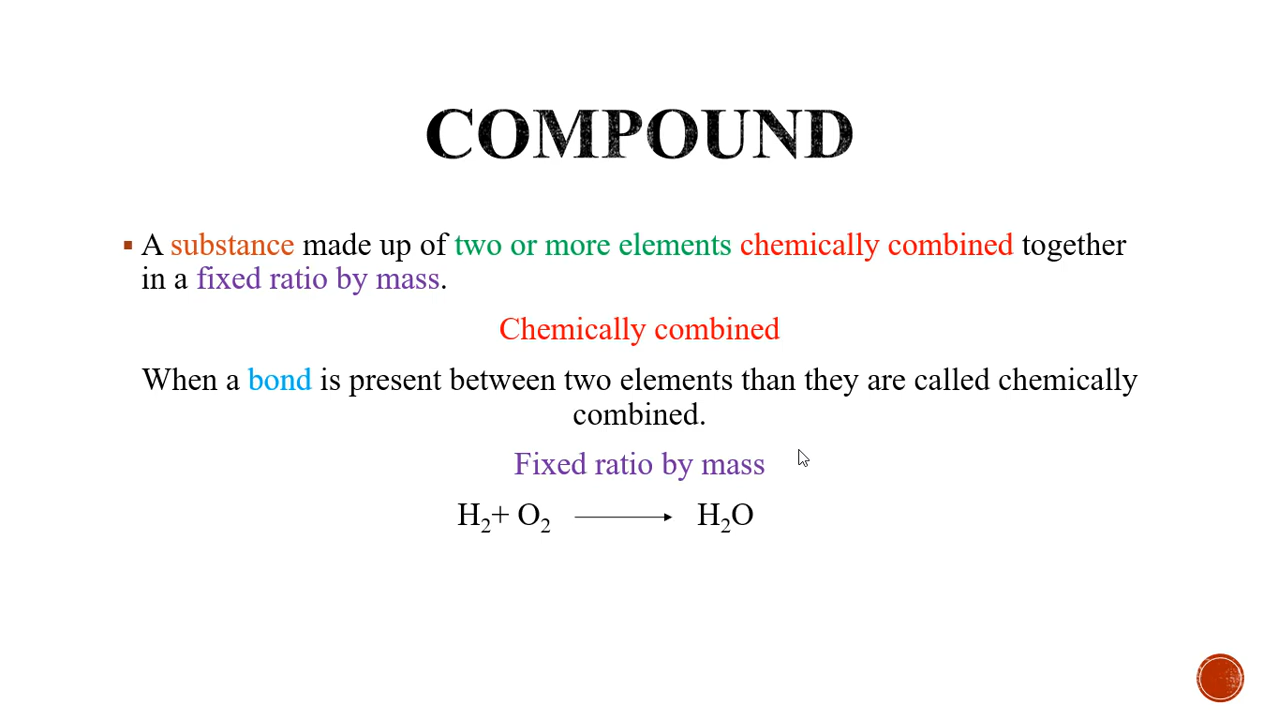 COMPOUND
▪ A substance made up of two or more elements chemically combined together
in a fixed ratio by mass.
Chemically combined
When a bond is present between two elements than they are called chemically
combined.
Fixed ratio by mass
H₂+ O₂ ⟶ H₂O